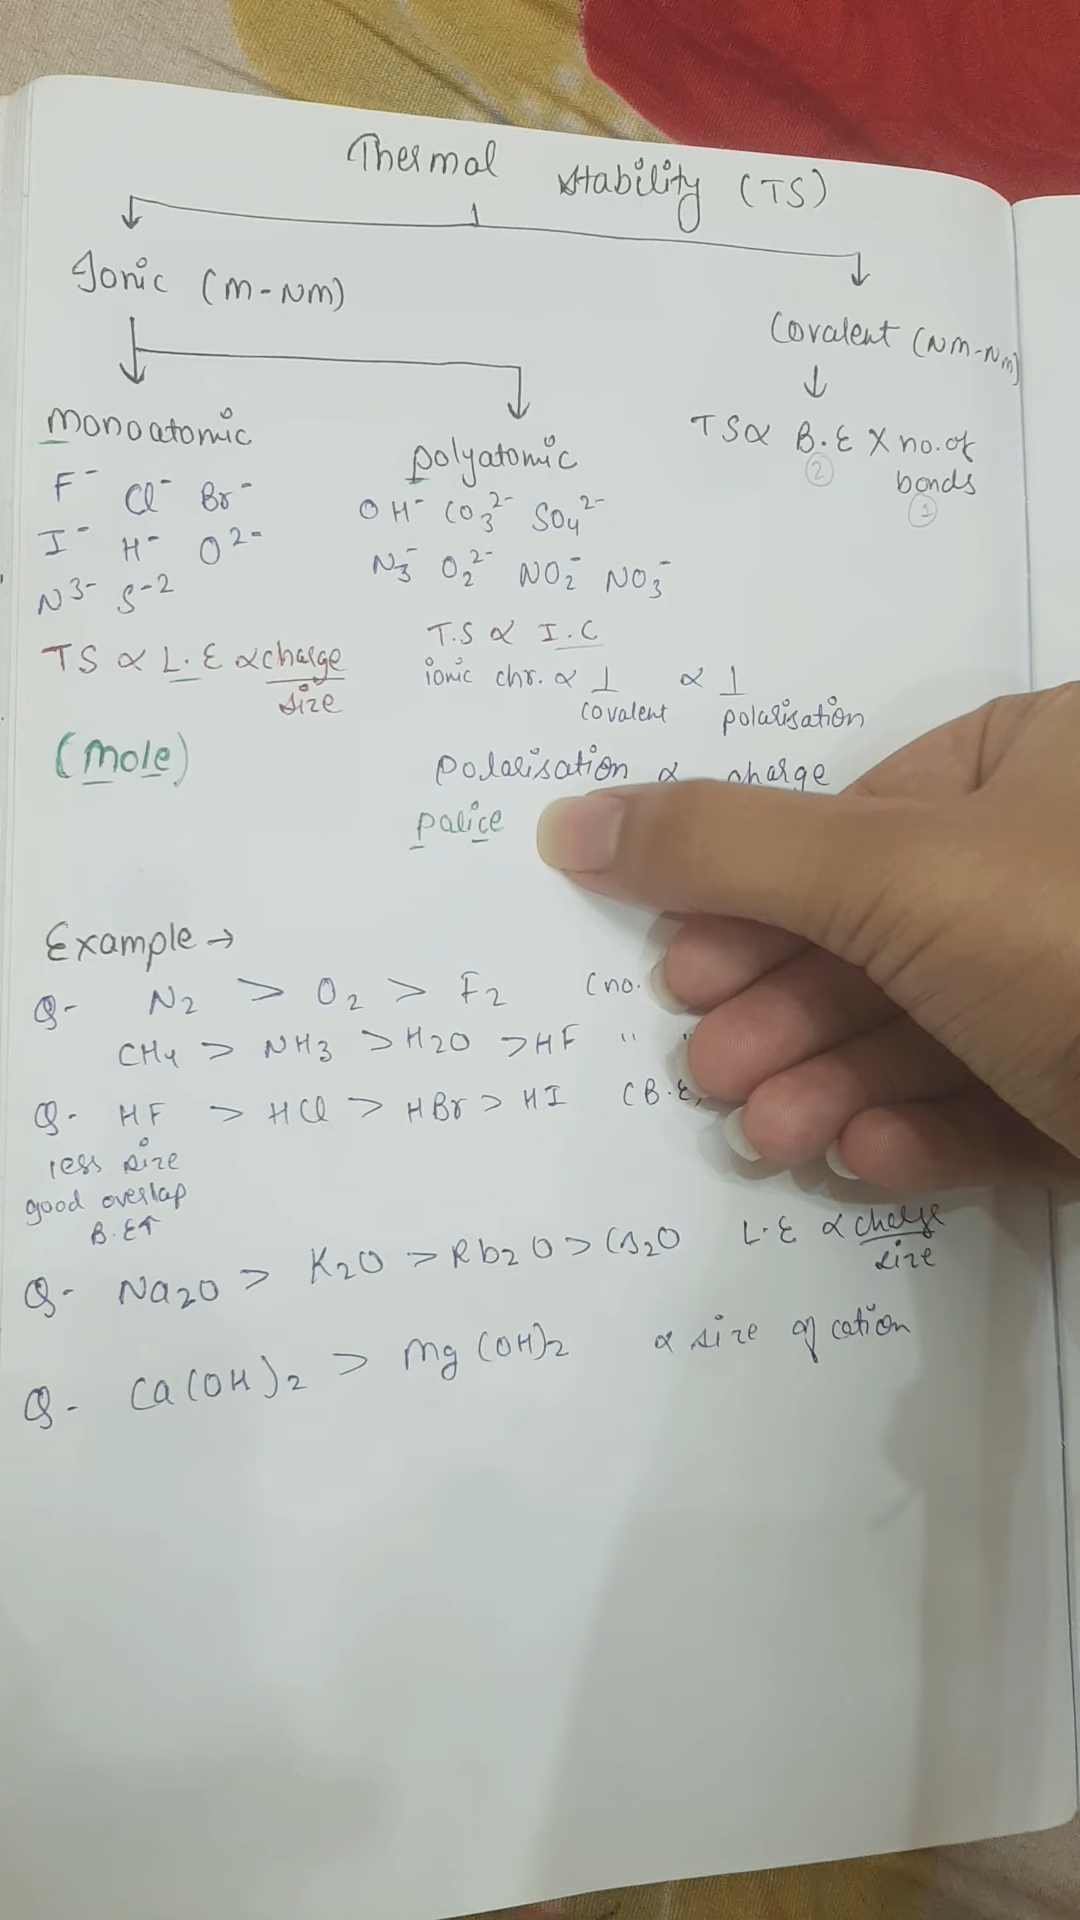 Thermal stability (TS)
Ionic (M-NM)
Covalent (NM-NM)
Monoatomic
F⁻ Cl⁻ Br⁻
I⁻ H⁻ O²⁻
N³⁻ S⁻²
TS ∝ L.E ∝ charge/size
(Mole)
polyatomic
OH⁻ CO₃²⁻ SO₄²⁻
N₃⁻ O₂²⁻ NO₂⁻ NO₃⁻
T.S ∝ I.C
ionic chr. ∝ 1/covalent ∝ 1/polarisation
polarisation ∝ charge
palice
TS ∝ B.E × no. of
bonds
② ①
Example →
Q- N₂ > O₂ > F₂ (no.
CH₄ > NH₃ > H₂O > HF " "
Q- HF > HCl > HBr > HI (B.E,
less size
good overlap
B.E↑
Q- Na₂O > K₂O > Rb₂O > Cs₂O L.E ∝ charge/size
Q- Ca(OH)₂ > Mg(OH)₂ ∝ size of cation